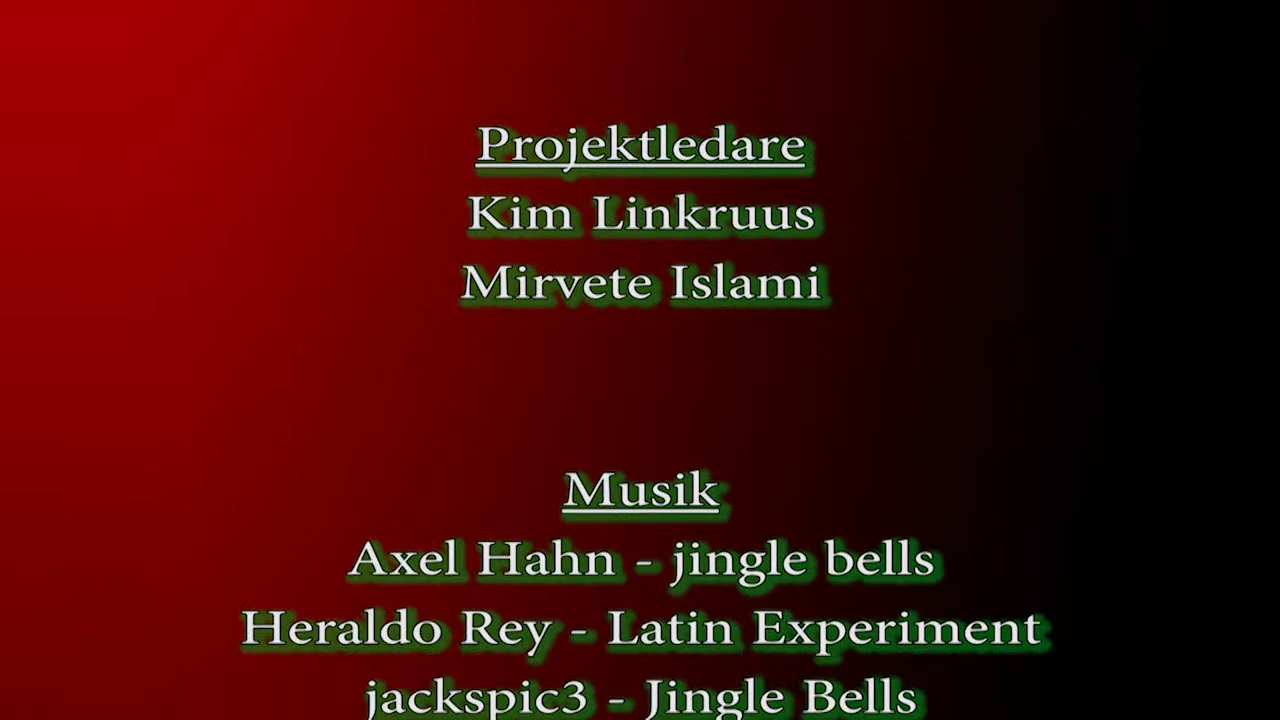 Projektledare
Kim Linkruus
Mirvete Islami
Musik
Axel Hahn - jingle bells
Heraldo Rey - Latin Experiment
jackspic3 - Jingle Bells